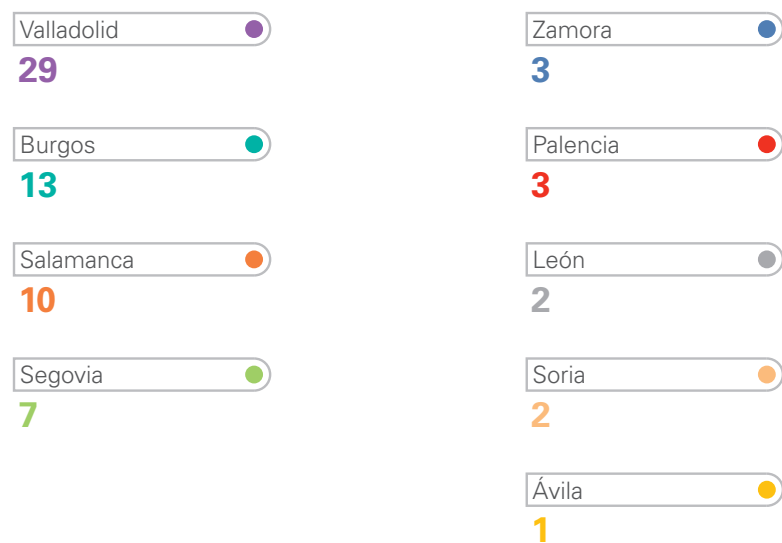 Valladolid
29
Burgos
13
Salamanca
10
Segovia
7
Zamora
3
Palencia
3
León
2
Soria
2
Ávila
1